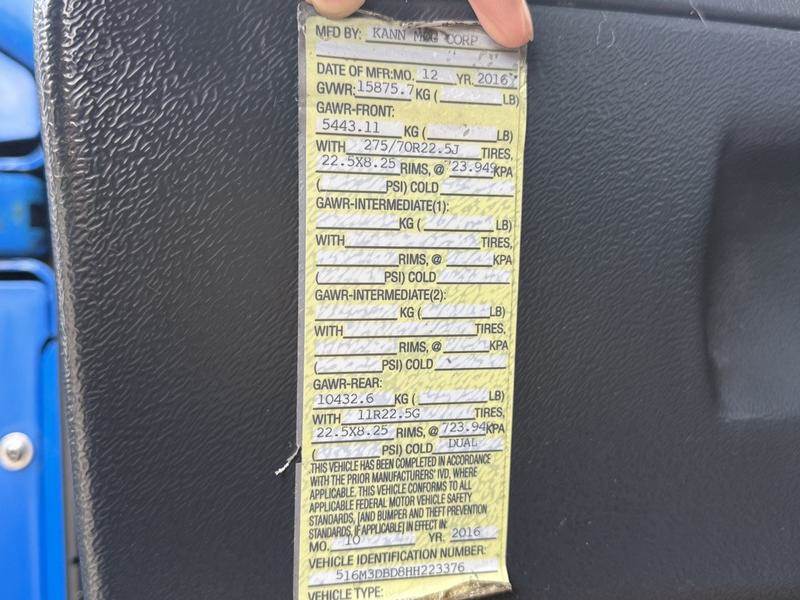 MFD BY: KANN MFG CORP
DATE OF MFR:MO. 12 YR. 2016
GVWR: 15875.7 KG ( LB)
GAWR-FRONT:
5443.11 KG ( LB)
WITH 275/70R22.5J TIRES,
22.5X8.25 RIMS, @ 723.949 KPA
( PSI) COLD
GAWR-INTERMEDIATE(1):
KG ( LB)
WITH TIRES,
RIMS, @ KPA
( PSI) COLD
GAWR-INTERMEDIATE(2):
KG ( LB)
WITH TIRES,
RIMS, @ KPA
( PSI) COLD
GAWR-REAR:
10432.6 KG ( LB)
WITH 11R22.5G TIRES,
22.5X8.25 RIMS, @ 723.94 KPA
( PSI) COLD DUAL
THIS VEHICLE HAS BEEN COMPLETED IN ACCORDANCE
WITH THE PRIOR MANUFACTURERS' IVD, WHERE
APPLICABLE. THIS VEHICLE CONFORMS TO ALL
APPLICABLE FEDERAL MOTOR VEHICLE SAFETY
STANDARDS, [AND BUMPER AND THEFT PREVENTION
STANDARDS, IF APPLICABLE] IN EFFECT IN:
MO. 10 YR. 2016
VEHICLE IDENTIFICATION NUMBER:
516M3DBD8HH223376
VEHICLE TYPE: